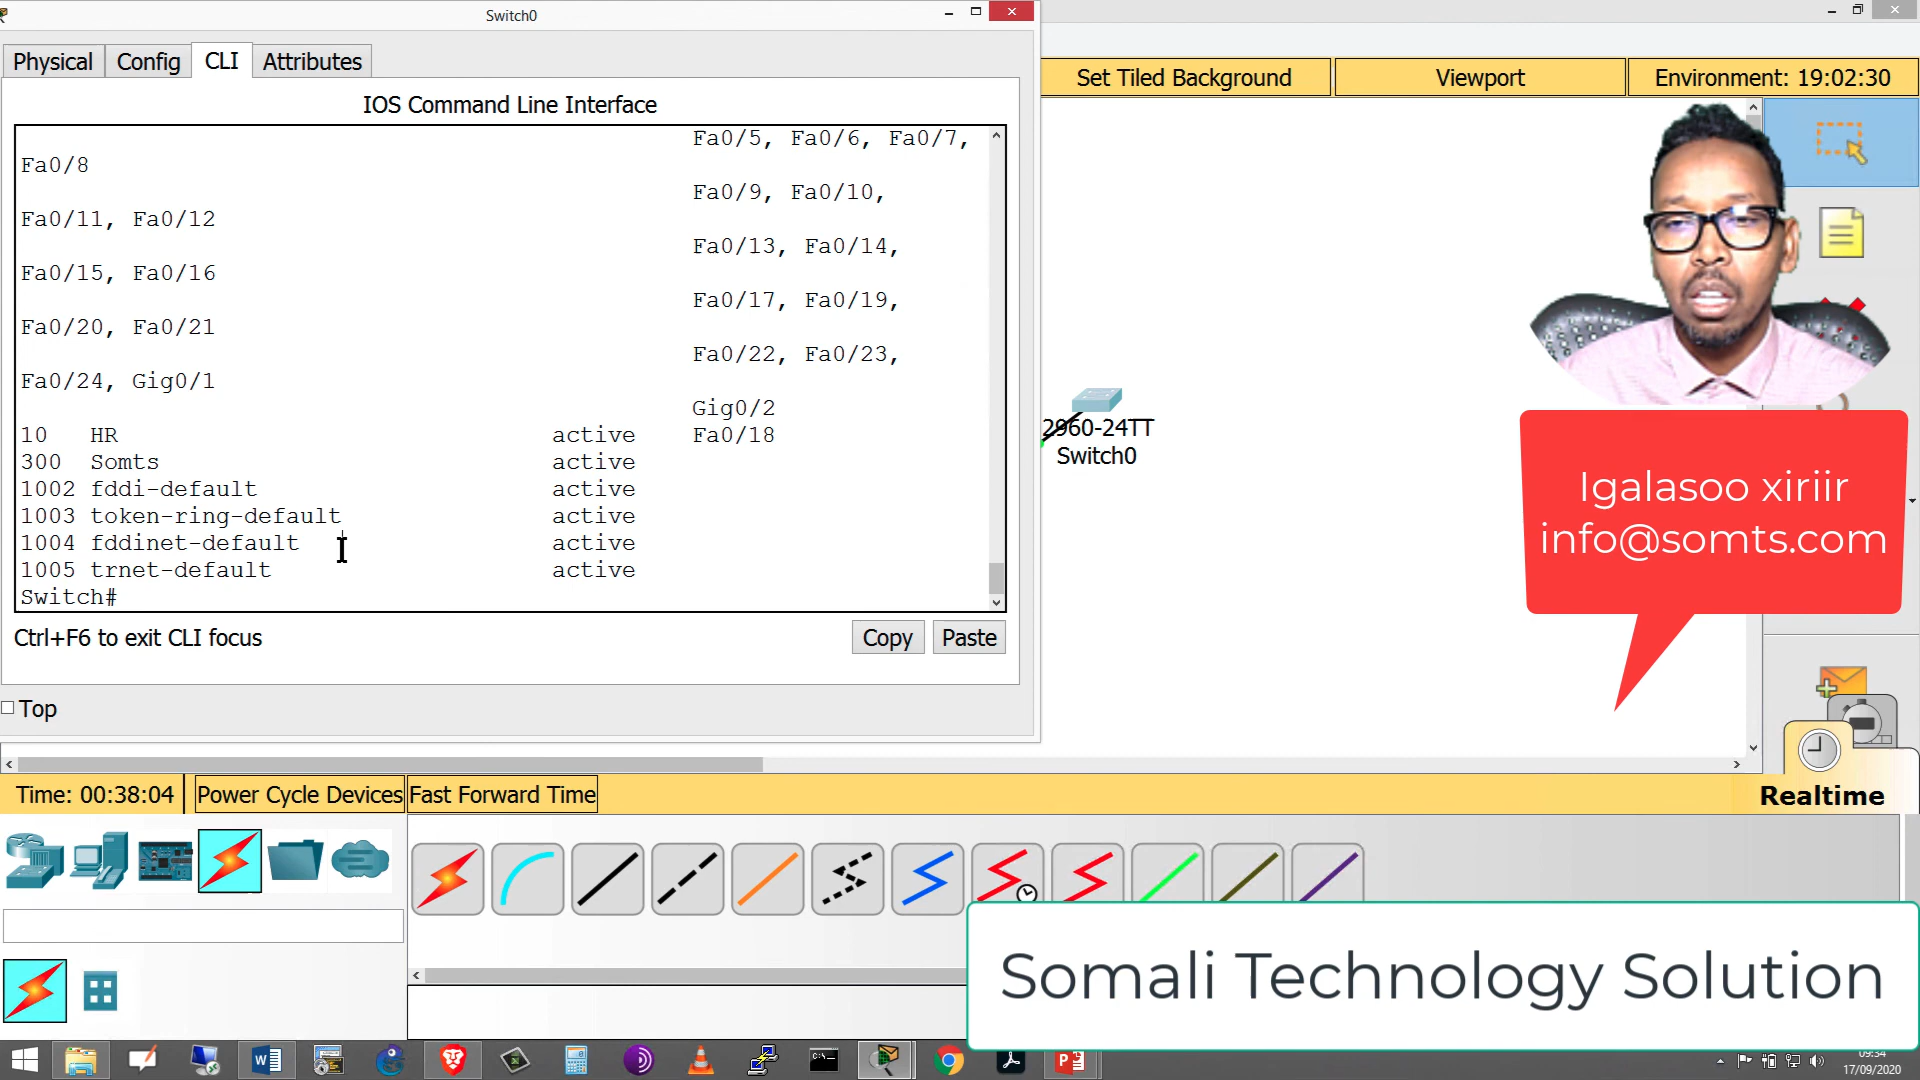 Switch0
Physical
Config
CLI
Attributes
IOS Command Line Interface
Fa0/5, Fa0/6, Fa0/7,
Fa0/8
Fa0/9, Fa0/10,
Fa0/11, Fa0/12
Fa0/13, Fa0/14,
Fa0/15, Fa0/16
Fa0/17, Fa0/19,
Fa0/20, Fa0/21
Fa0/22, Fa0/23,
Fa0/24, Gig0/1
Gig0/2
10 HR active Fa0/18
300 Somts active
1002 fddi-default active
1003 token-ring-default active
1004 fddinet-default active
1005 trnet-default active
Switch#
Ctrl+F6 to exit CLI focus
Copy
Paste
Top
Set Tiled Background
Viewport
Environment: 19:02:30
2960-24TT
Switch0
Igalasoo xiriir
info@somts.com
Time: 00:38:04
Power Cycle Devices
Fast Forward Time
Realtime
Somali Technology Solution
09:34
17/09/2020